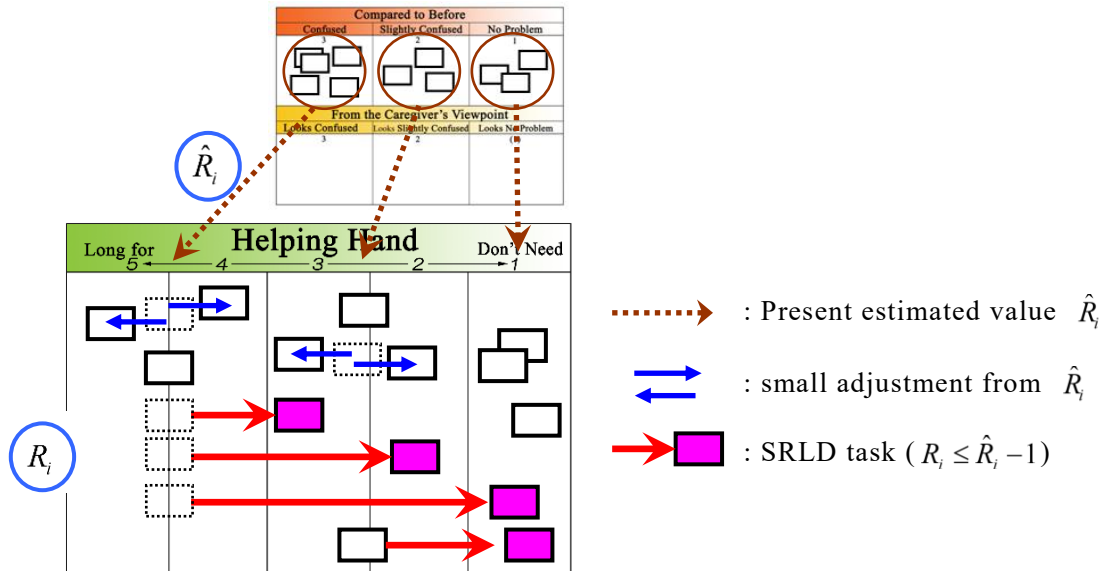 Compared to Before
Confused Slightly Confused No Problem
3 2 1
From the Caregiver's Viewpoint
Looks Confused Looks Slightly Confused Looks No Problem
3 2
R̂ᵢ
Long for Helping Hand Don't Need
5 4 3 2 1
: Present estimated value R̂ᵢ
: small adjustment from R̂ᵢ
Rᵢ
: SRLD task ( Rᵢ ≤ R̂ᵢ −1)